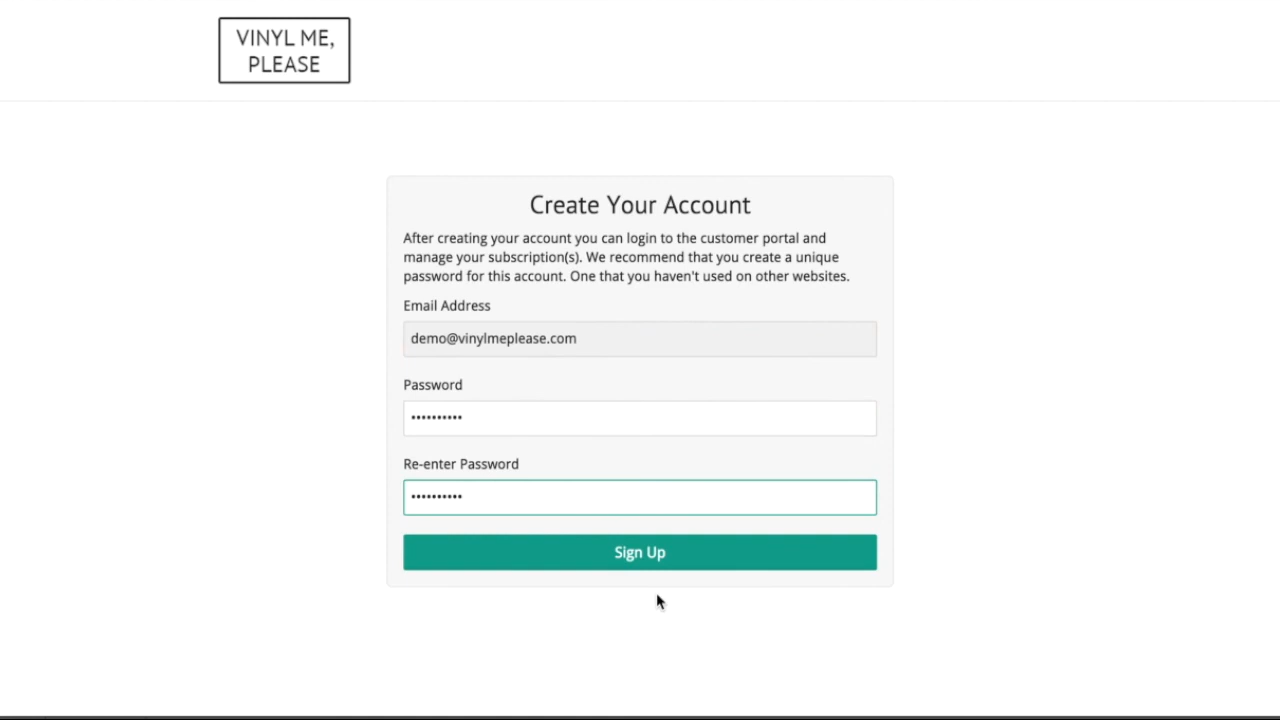 VINYL ME,
PLEASE
Create Your Account
After creating your account you can login to the customer portal and
manage your subscription(s). We recommend that you create a unique
password for this account. One that you haven't used on other websites.
Email Address
demo@vinylmeplease.com
Password
••••••••••
Re-enter Password
••••••••••
Sign Up